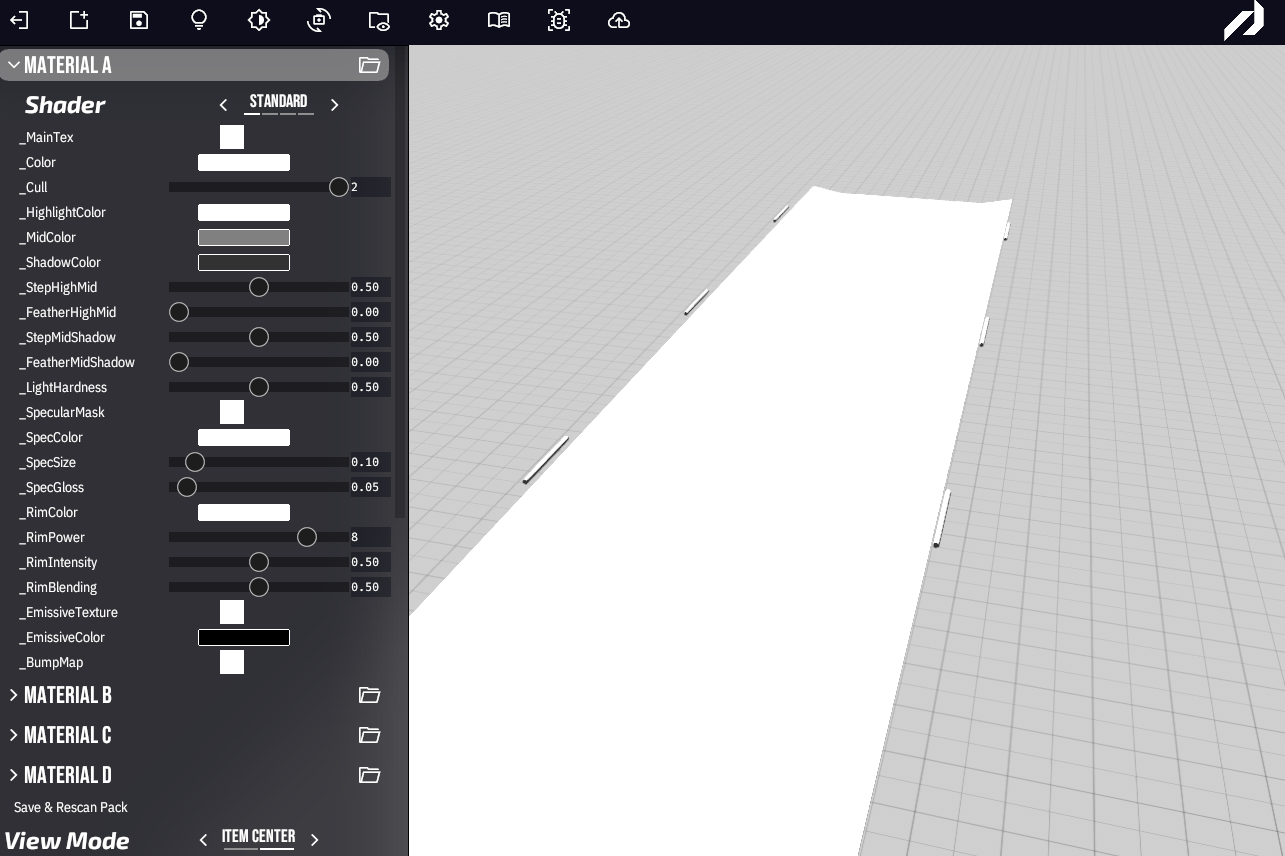 MATERIAL A
Shader
STANDARD
_MainTex
_Color
_Cull 2
_HighlightColor
_MidColor
_ShadowColor
_StepHighMid 0.50
_FeatherHighMid 0.00
_StepMidShadow 0.50
_FeatherMidShadow 0.00
_LightHardness 0.50
_SpecularMask
_SpecColor
_SpecSize 0.10
_SpecGloss 0.05
_RimColor
_RimPower 8
_RimIntensity 0.50
_RimBlending 0.50
_EmissiveTexture
_EmissiveColor
_BumpMap
MATERIAL B
MATERIAL C
MATERIAL D
Save & Rescan Pack
View Mode
ITEM CENTER